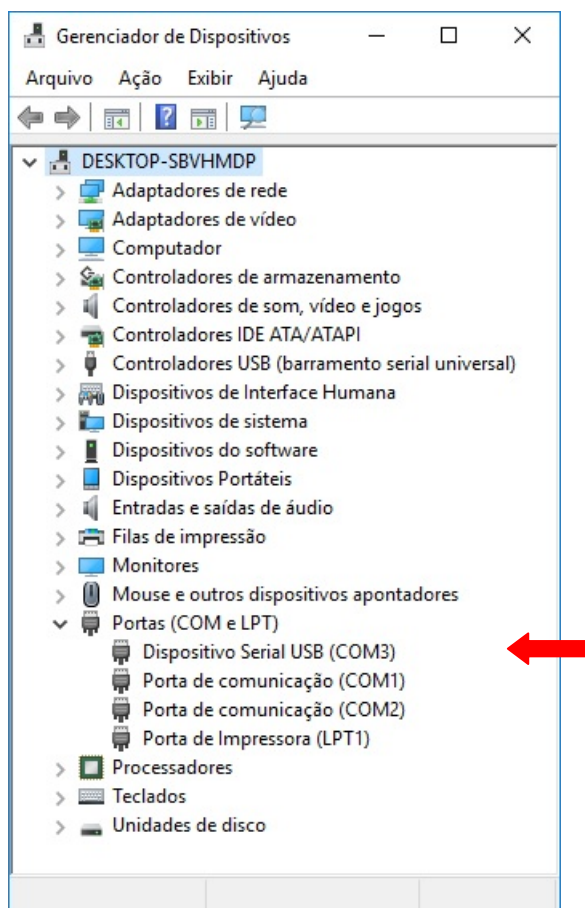 Gerenciador de Dispositivos
Arquivo Ação Exibir Ajuda
DESKTOP-SBVHMDP
Adaptadores de rede
Adaptadores de vídeo
Computador
Controladores de armazenamento
Controladores de som, vídeo e jogos
Controladores IDE ATA/ATAPI
Controladores USB (barramento serial universal)
Dispositivos de Interface Humana
Dispositivos de sistema
Dispositivos do software
Dispositivos Portáteis
Entradas e saídas de áudio
Filas de impressão
Monitores
Mouse e outros dispositivos apontadores
Portas (COM e LPT)
Dispositivo Serial USB (COM3)
Porta de comunicação (COM1)
Porta de comunicação (COM2)
Porta de Impressora (LPT1)
Processadores
Teclados
Unidades de disco